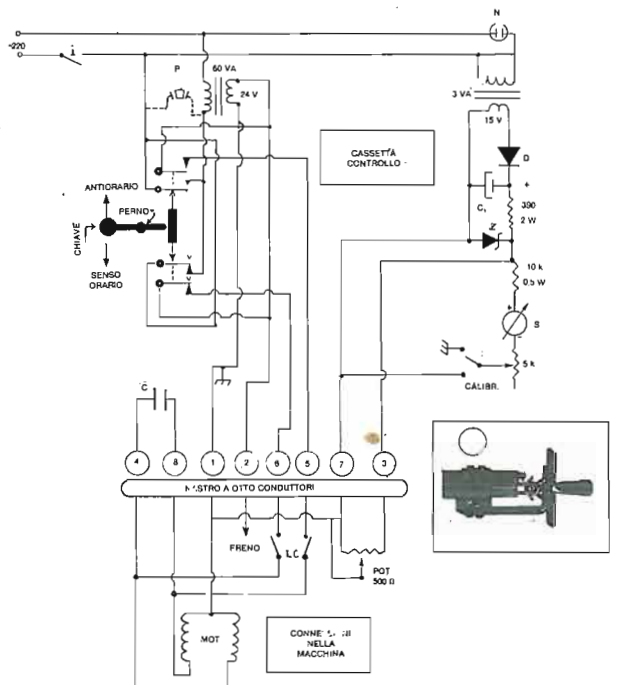 N
~220
i
P
60 VA
24 V
3 VA
15 V
D
CASSETTA
CONTROLLO
+
C,
390
2 W
Z
ANTIORARIO
PERNO
CHIAVE
SENSO
ORARIO
10 k
0,5 W
+
S
-
5 k
CALIBR.
C
4
8
1
2
6
5
7
3
NASTRO A OTTO CONDUTTORI
FRENO
I.C
POT
500 Ω
MOT
NELLA
MACCHINA